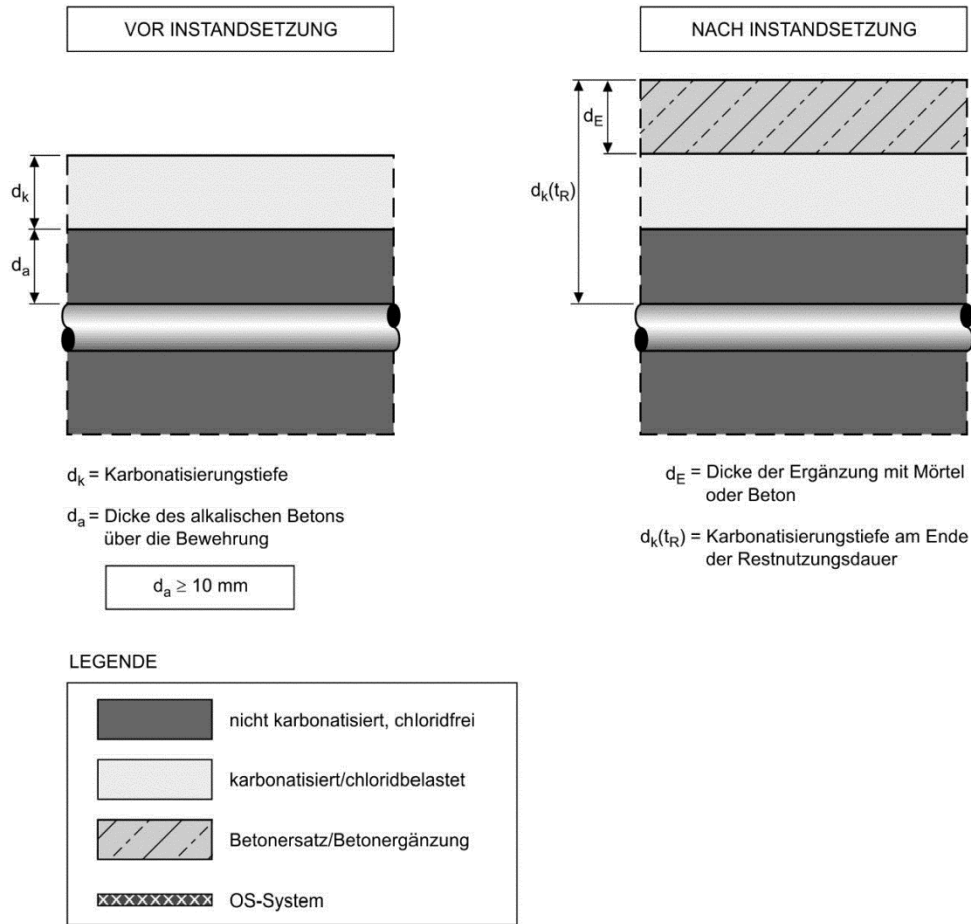 VOR INSTANDSETZUNG
NACH INSTANDSETZUNG
d_k
d_a
d_E
d_k(t_R)
d_k = Karbonatisierungstiefe
d_a = Dicke des alkalischen Betons
über die Bewehrung
d_a ≥ 10 mm
d_E = Dicke der Ergänzung mit Mörtel
oder Beton
d_k(t_R) = Karbonatisierungstiefe am Ende
der Restnutzungsdauer
LEGENDE
nicht karbonatisiert, chloridfrei
karbonatisiert/chloridbelastet
Betonersatz/Betonergänzung
OS-System